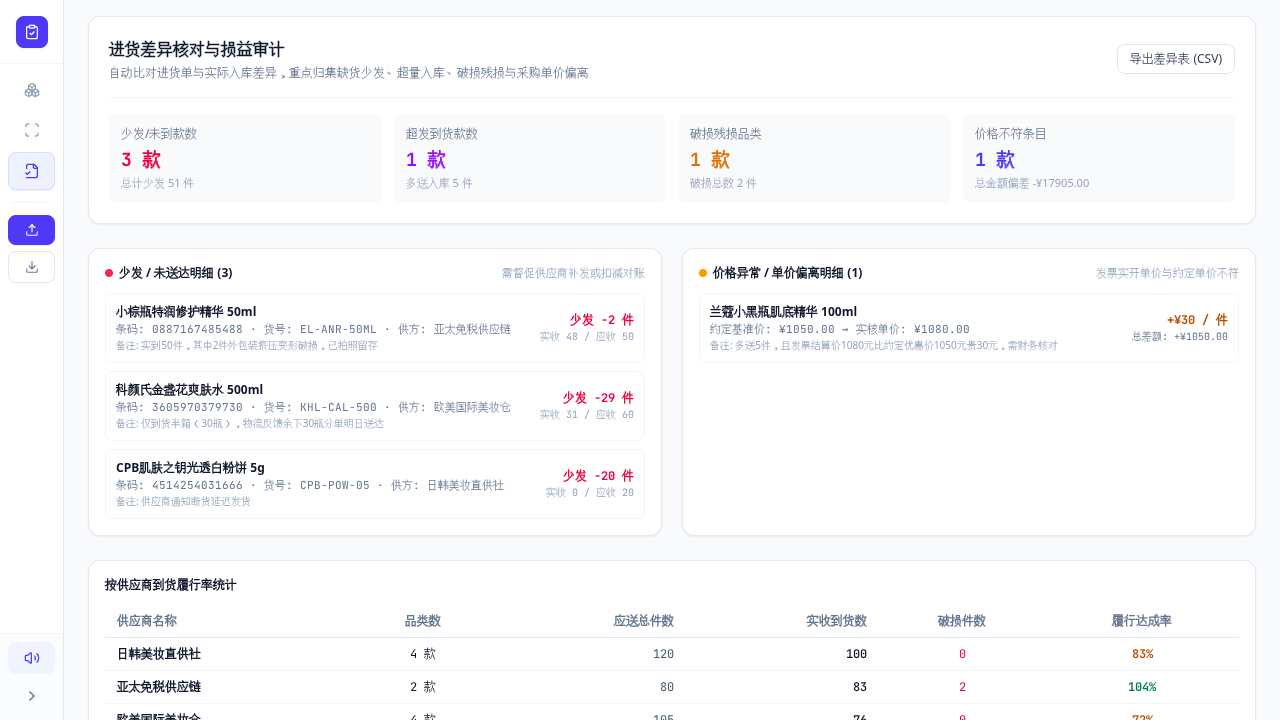 进货差异核对与损益审计
自动比对进货单与实际入库差异，重点归集缺货少发、超量入库、破损残损与采购单价偏离
导出差异表 (CSV)
少发/未到款数
3 款
总计少发 51 件
超发到货款数
1 款
多送入库 5 件
破损残损品类
1 款
破损总数 2 件
价格不符条目
1 款
总金额偏差 -¥17905.00
少发 / 未送达明细 (3)
需督促供应商补发或扣减对账
小棕瓶特润修护精华 50ml
条码: 0887167485488 · 货号: EL-ANR-50ML · 供方: 亚太免税供应链
备注: 实到50件，其中2件外包装挤压变形破损，已拍照留存
少发 -2 件
实收 48 / 应收 50
科颜氏金盏花爽肤水 500ml
条码: 3605970379730 · 货号: KHL-CAL-500 · 供方: 欧美国际美妆仓
备注: 仅到货半箱（30瓶），物流反馈余下30瓶分单明日送达
少发 -29 件
实收 31 / 应收 60
CPB肌肤之钥光透白粉饼 5g
条码: 4514254031666 · 货号: CPB-POW-05 · 供方: 日韩美妆直供社
备注: 供应商通知断货延迟发货
少发 -20 件
实收 0 / 应收 20
价格异常 / 单价偏离明细 (1)
发票实开单价与约定单价不符
兰蔻小黑瓶肌底精华 100ml
约定基准价: ¥1050.00 → 实核单价: ¥1080.00
备注: 多送5件，且发票结算价1080元比约定优惠价1050元贵30元，需财务核对
+¥30 / 件
总差额: +¥1050.00
按供应商到货履行率统计
供应商名称 品类数 应送总件数 实收到货数 破损件数 履行达成率
日韩美妆直供社 4 款 120 100 0 83%
亚太免税供应链 2 款 80 83 2 104%
欧美国际美妆仓 4 款 105 76 0 72%